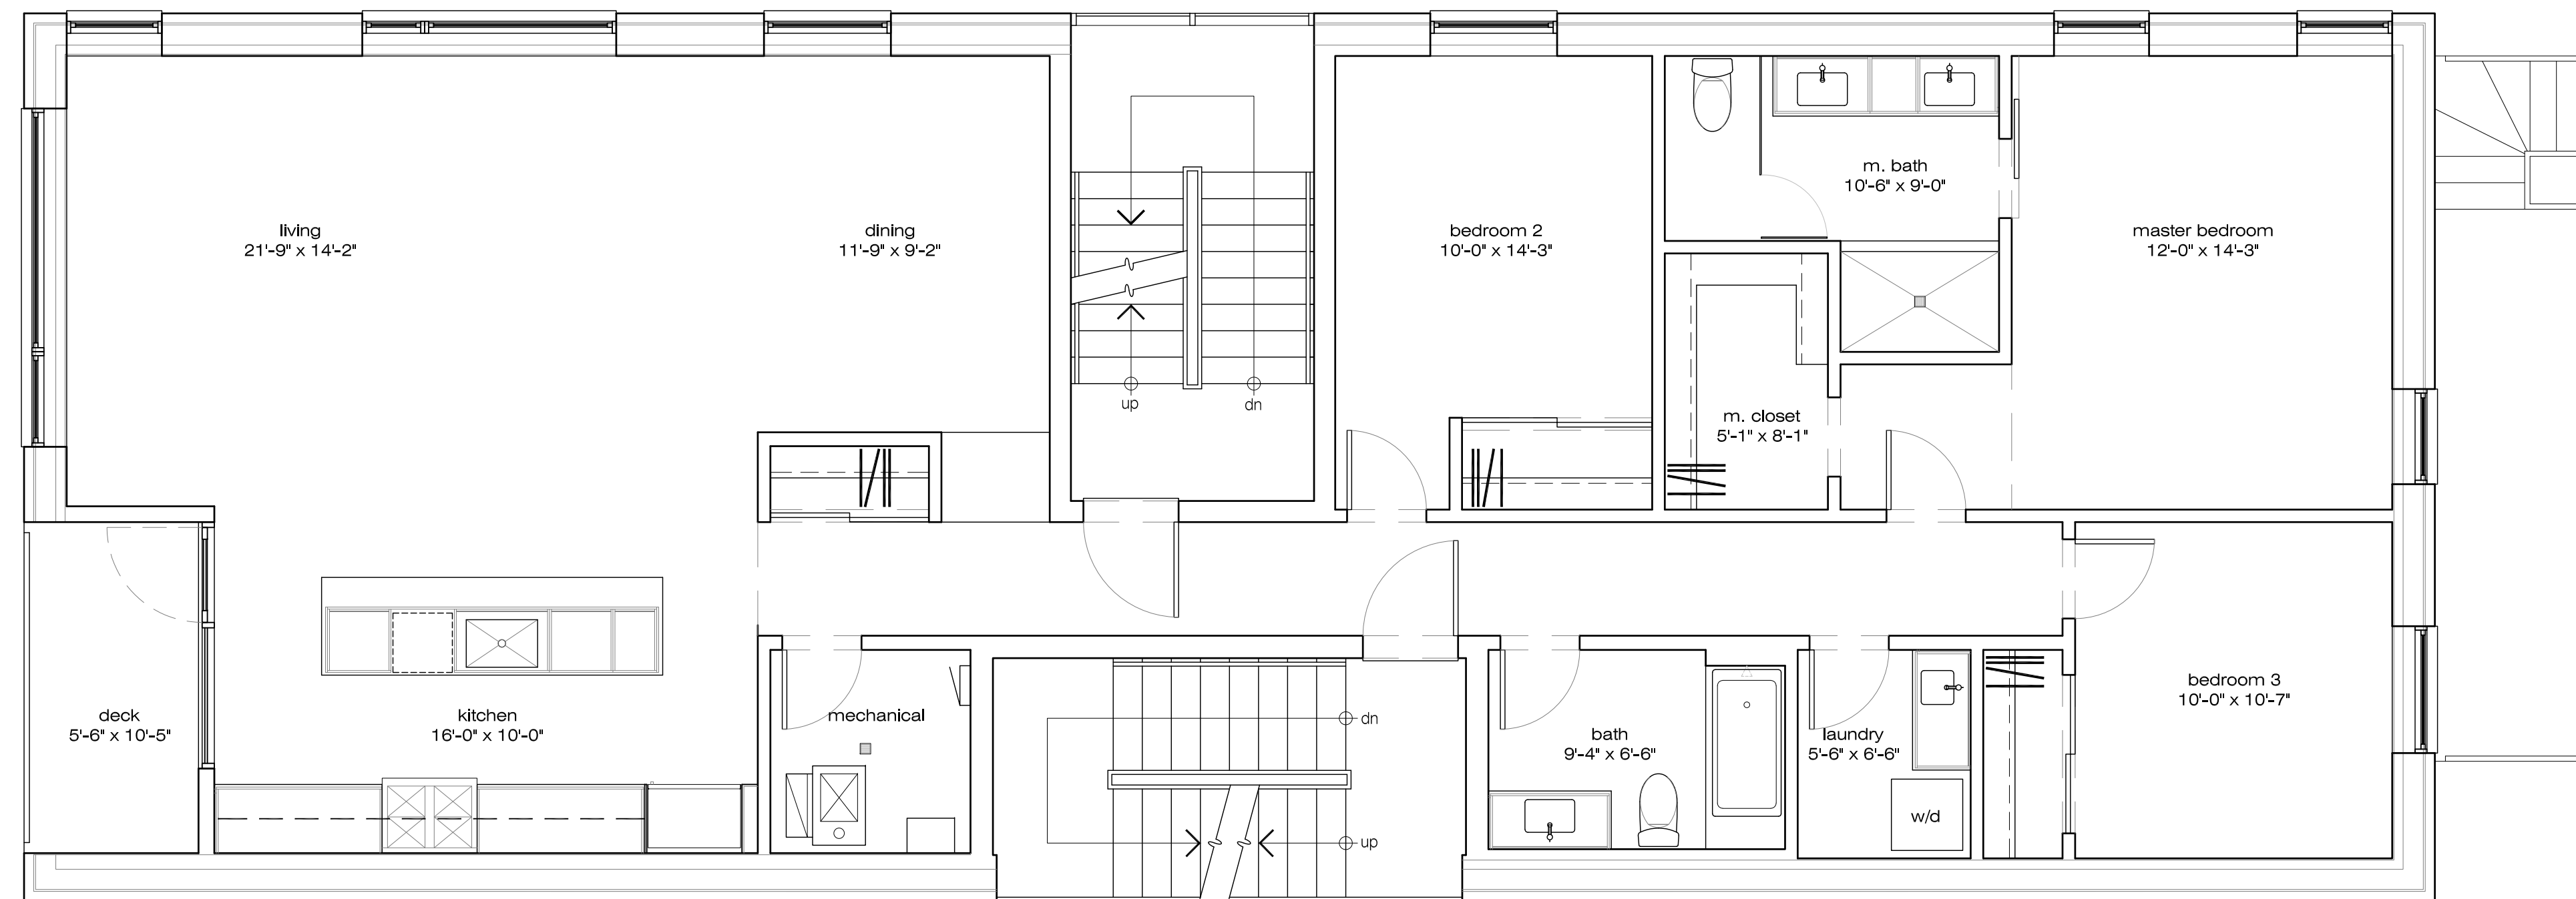 living
21'-9" x 14'-2"
dining
11'-9" x 9'-2"
up
dn
bedroom 2
10'-0" x 14'-3"
m. bath
10'-6" x 9'-0"
master bedroom
12'-0" x 14'-3"
m. closet
5'-1" x 8'-1"
deck
5'-6" x 10'-5"
kitchen
16'-0" x 10'-0"
mechanical
dn
up
bath
9'-4" x 6'-6"
laundry
5'-6" x 6'-6"
w/d
bedroom 3
10'-0" x 10'-7"